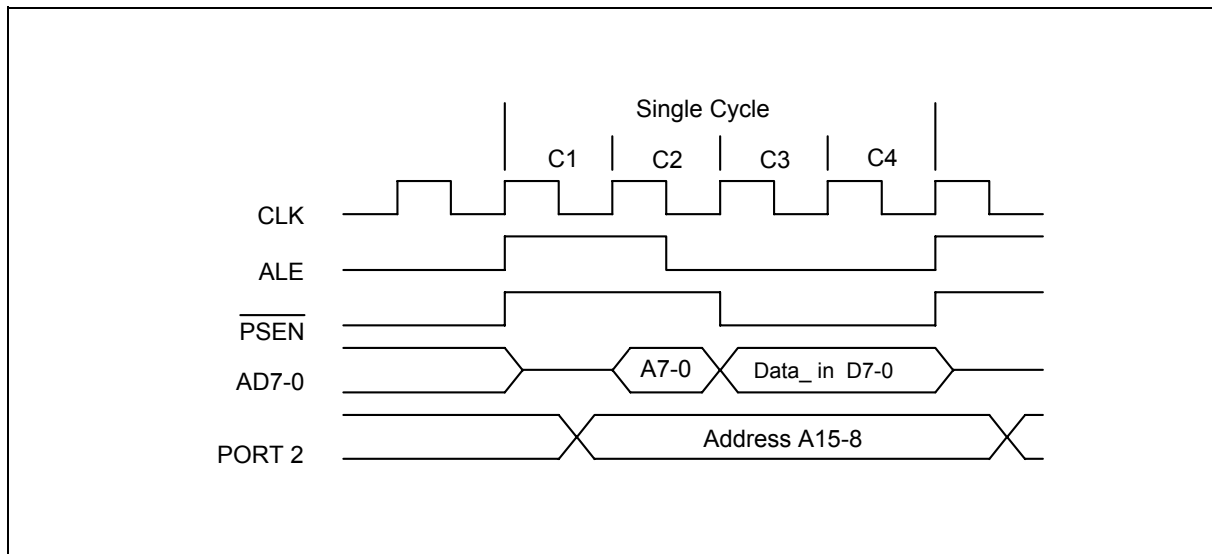 Single Cycle
C1 C2 C3 C4
CLK
ALE
PSEN
AD7-0 A7-0 Data_ in D7-0
PORT 2 Address A15-8